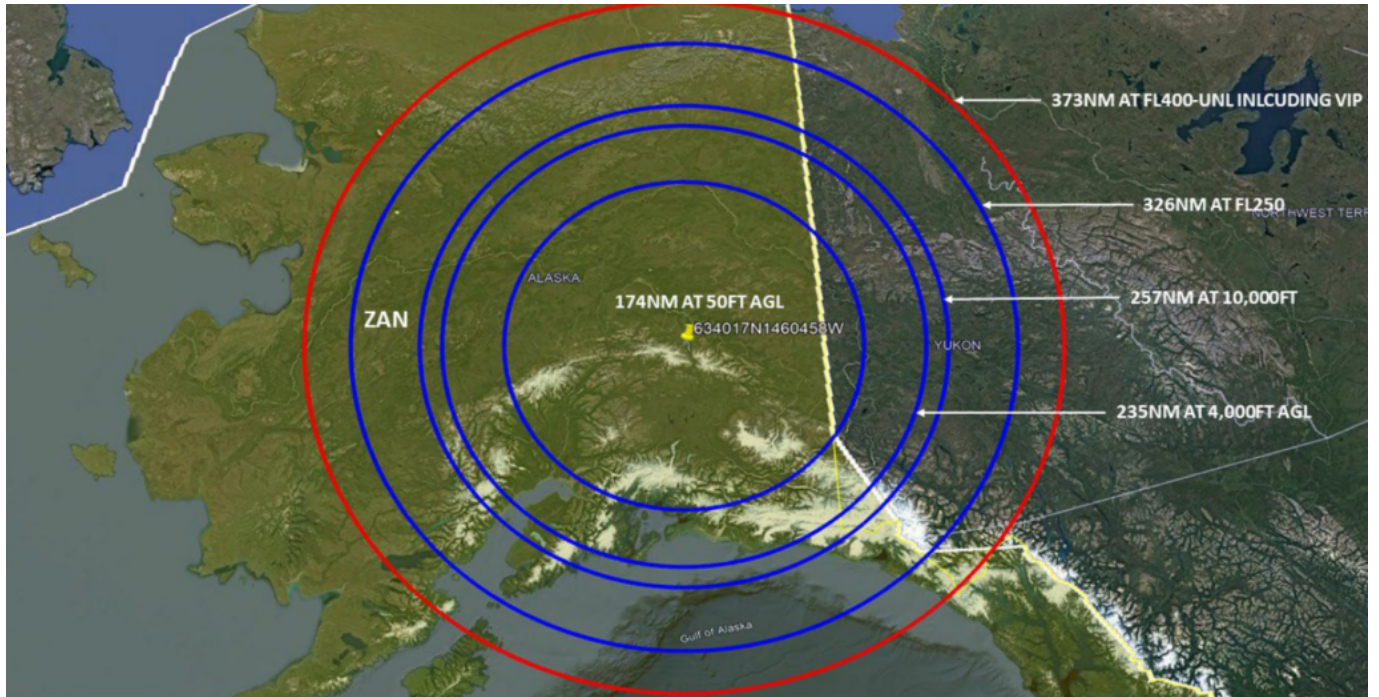 373NM AT FL400-UNL INLCUDING VIP
326NM AT FL250
NORTHWEST TERR
ALASKA
174NM AT 50FT AGL
257NM AT 10,000FT
ZAN
634017N1460458W
YUKON
235NM AT 4,000FT AGL
Gulf of Alaska